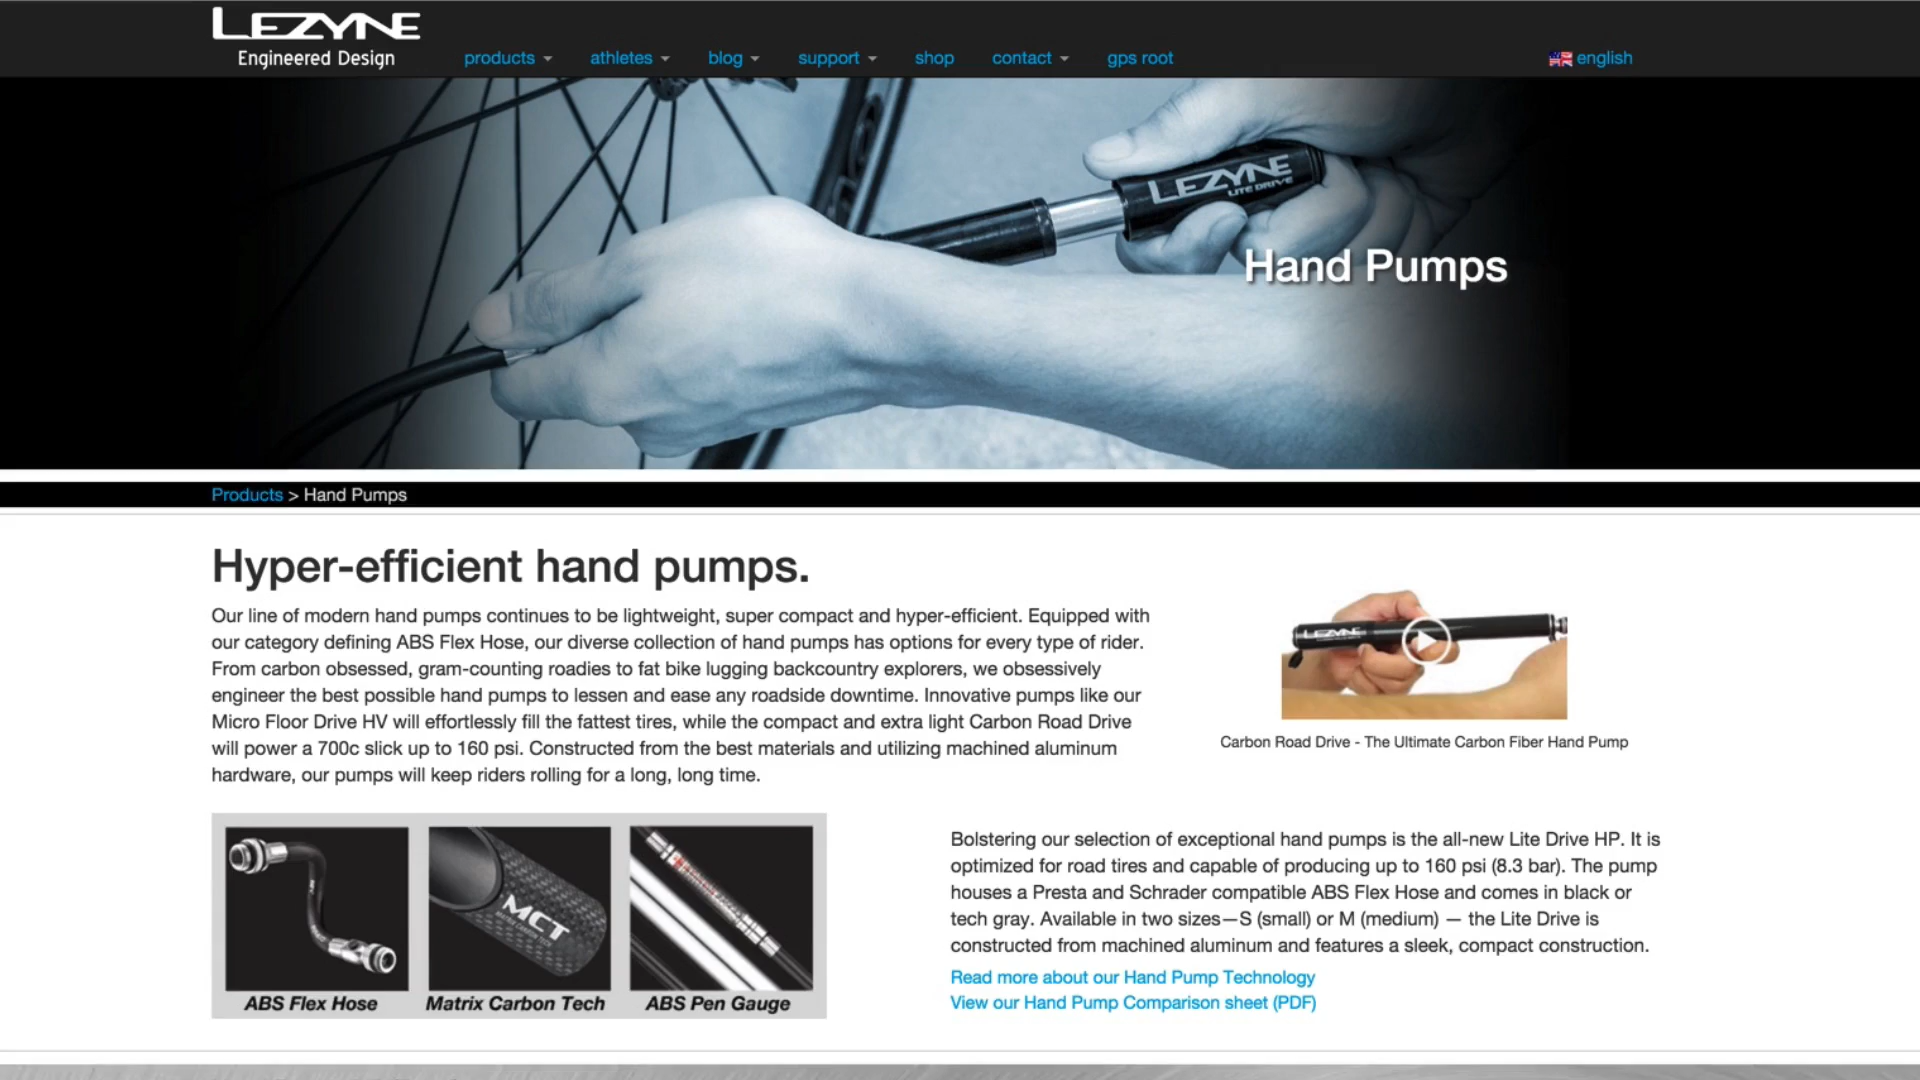 LEZYNE
Engineered Design
products
athletes
blog
support
shop
contact
gps root
english
LEZYNE
LITE DRIVE
Hand Pumps
Products > Hand Pumps
Hyper-efficient hand pumps.
Our line of modern hand pumps continues to be lightweight, super compact and hyper-efficient. Equipped with
our category defining ABS Flex Hose, our diverse collection of hand pumps has options for every type of rider.
From carbon obsessed, gram-counting roadies to fat bike lugging backcountry explorers, we obsessively
engineer the best possible hand pumps to lessen and ease any roadside downtime. Innovative pumps like our
Micro Floor Drive HV will effortlessly fill the fattest tires, while the compact and extra light Carbon Road Drive
will power a 700c slick up to 160 psi. Constructed from the best materials and utilizing machined aluminum
hardware, our pumps will keep riders rolling for a long, long time.
LEZYNE
Carbon Road Drive - The Ultimate Carbon Fiber Hand Pump
MCT
MATRIX CARBON TECH
ABS Flex Hose
Matrix Carbon Tech
ABS Pen Gauge
Bolstering our selection of exceptional hand pumps is the all-new Lite Drive HP. It is
optimized for road tires and capable of producing up to 160 psi (8.3 bar). The pump
houses a Presta and Schrader compatible ABS Flex Hose and comes in black or
tech gray. Available in two sizes—S (small) or M (medium) — the Lite Drive is
constructed from machined aluminum and features a sleek, compact construction.
Read more about our Hand Pump Technology
View our Hand Pump Comparison sheet (PDF)